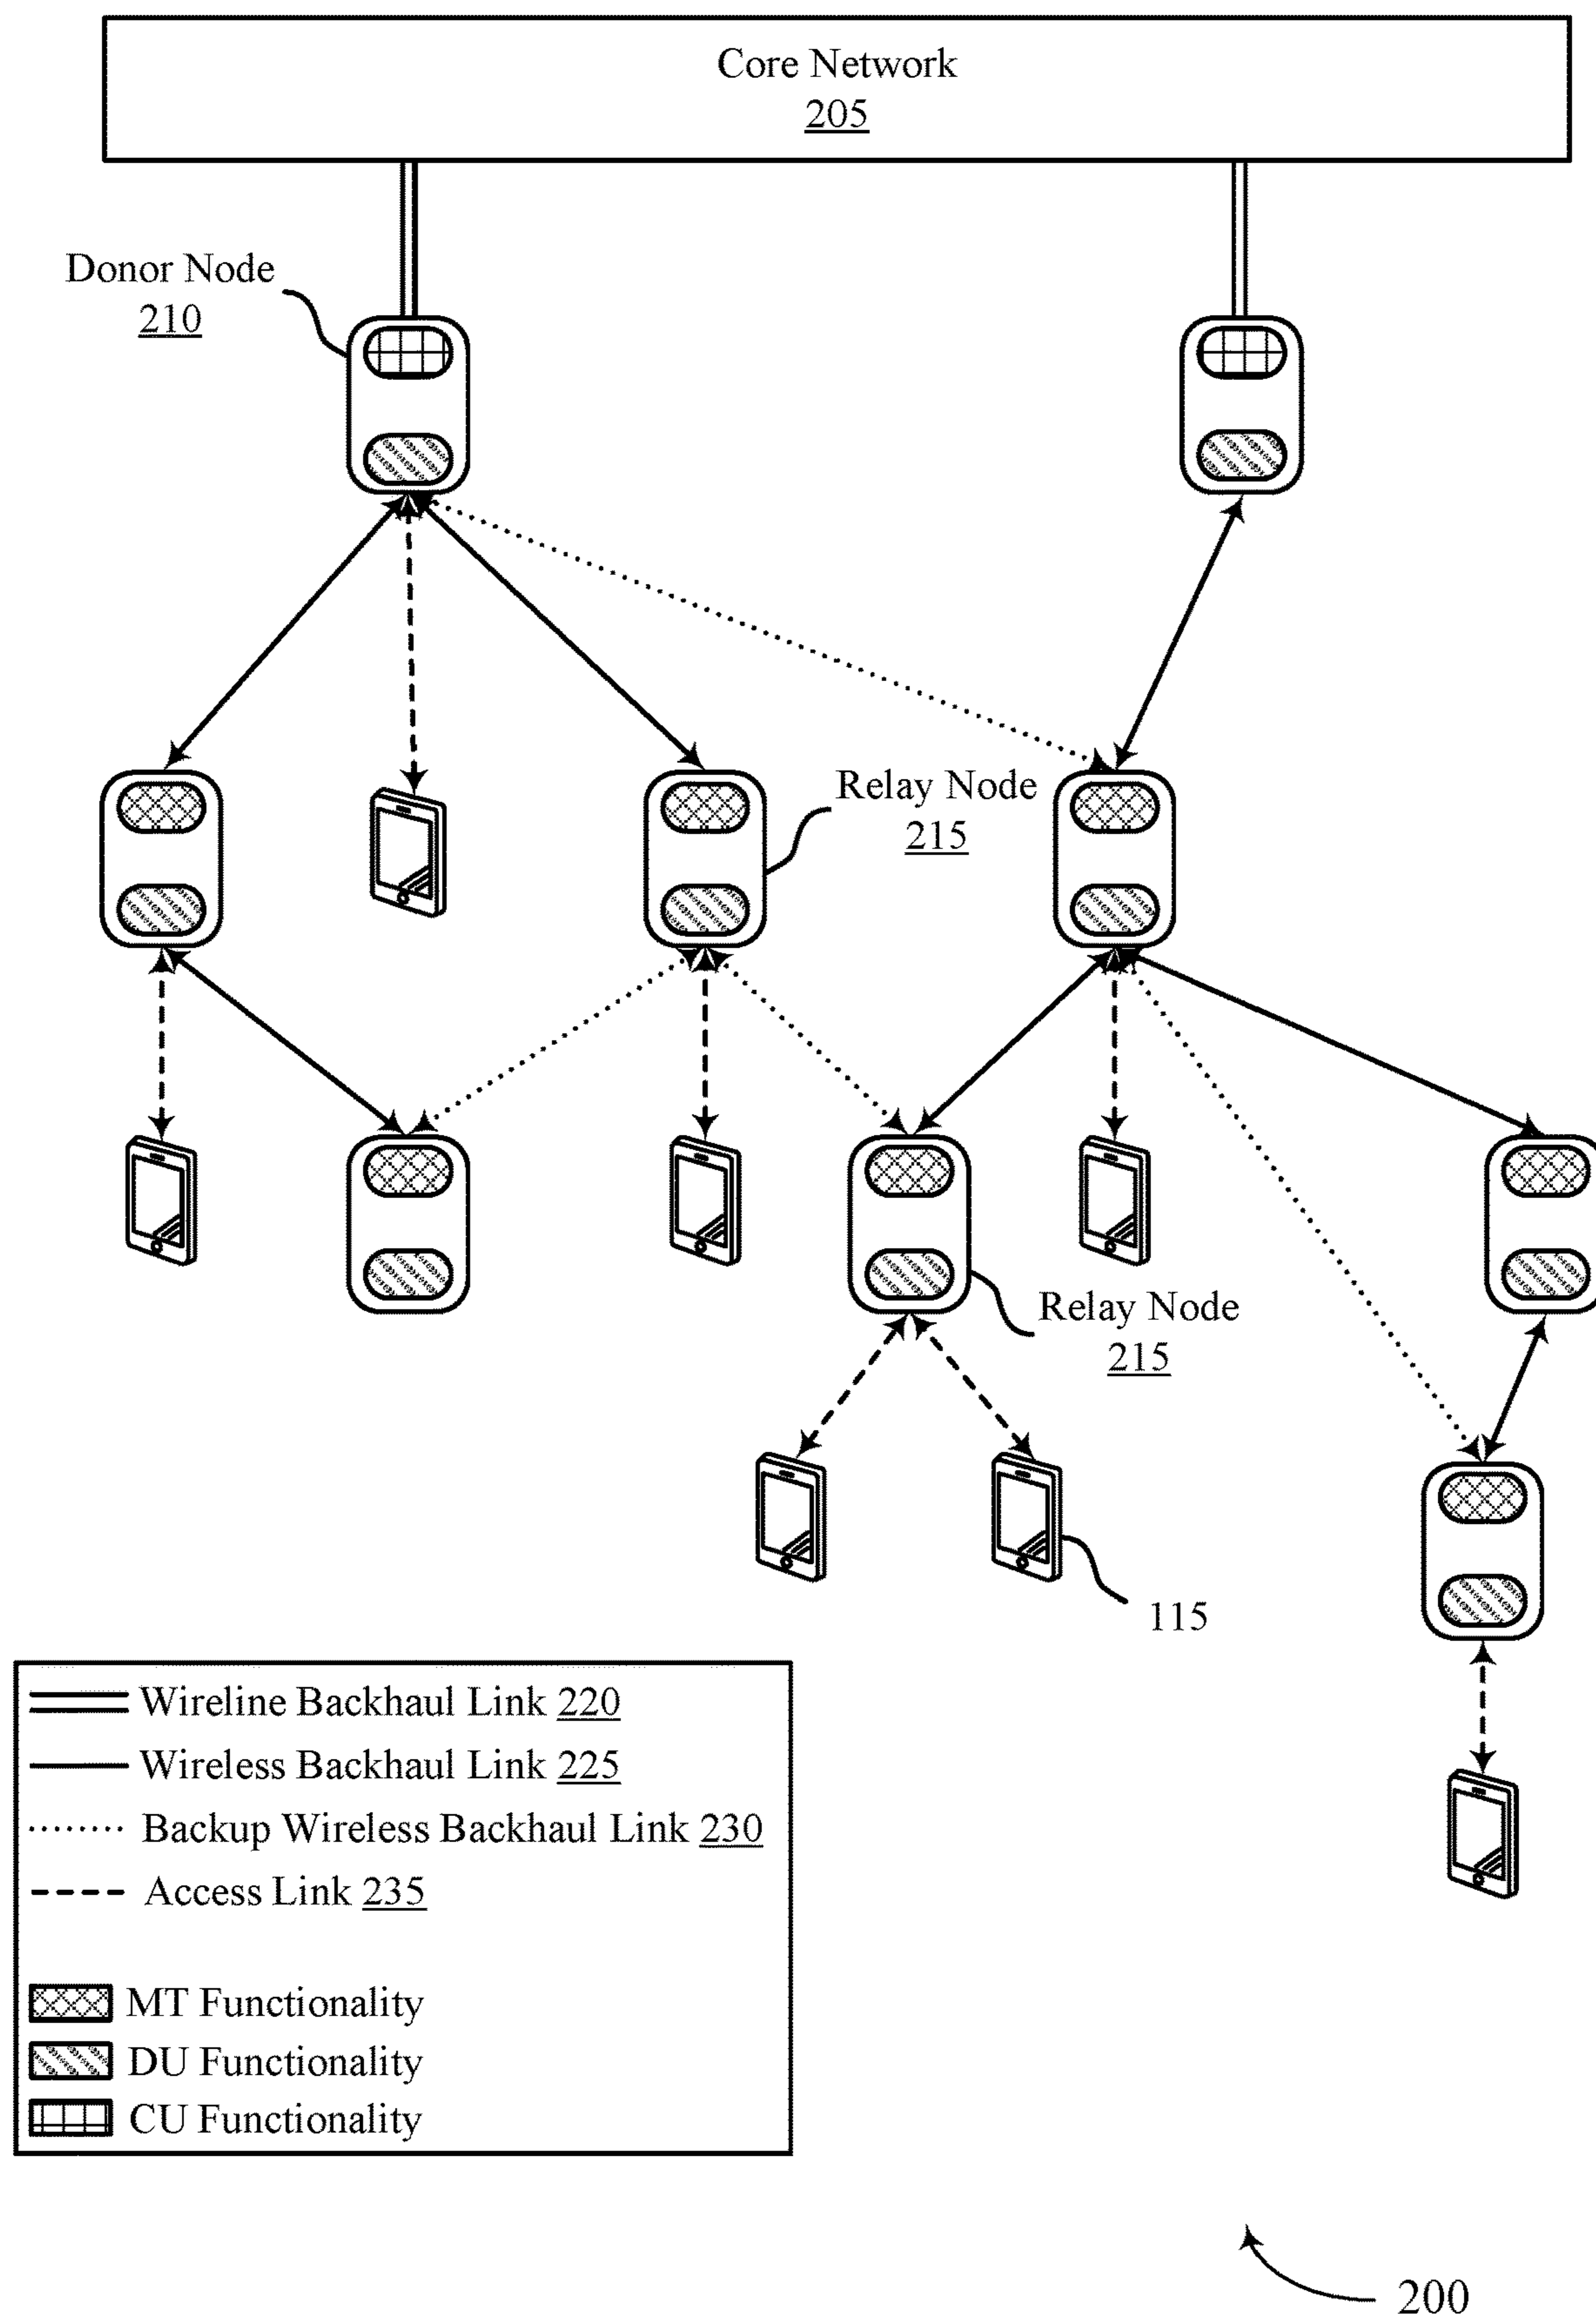 Core Network
205
Donor Node
210
Relay Node
215
Relay Node
215
115
Wireline Backhaul Link 220
Wireless Backhaul Link 225
Backup Wireless Backhaul Link 230
Access Link 235
MT Functionality
DU Functionality
CU Functionality
200